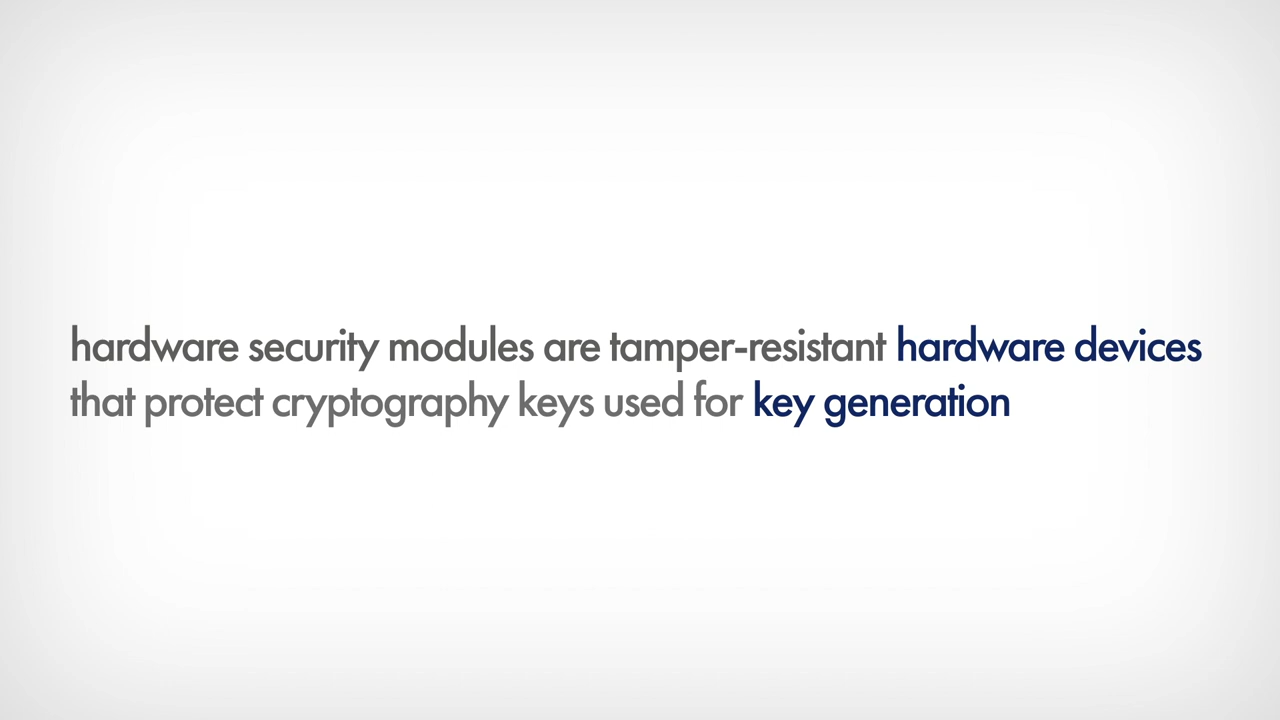 hardware security modules are tamper-resistant hardware devices
that protect cryptography keys used for key generation